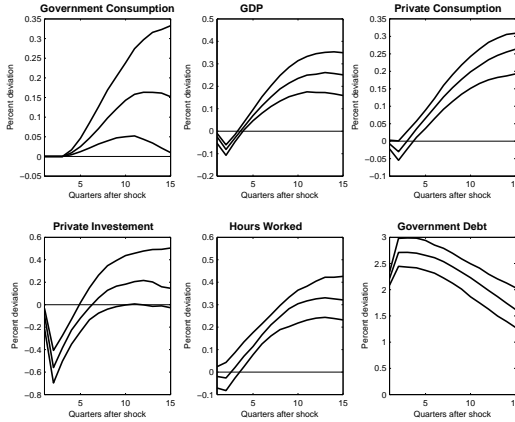 Government Consumption
0.35
0.3
0.25
0.2
0.15
0.1
0.05
0
−0.05
Percent deviation
5 10 15
Quarters after shock
GDP
0.5
0.4
0.3
0.2
0.1
0
−0.1
−0.2
Percent deviation
5 10 15
Quarters after shock
Private Consumption
0.35
0.3
0.25
0.2
0.15
0.1
0.05
0
−0.05
−0.1
Percent deviation
5 10 15
Quarters after shock
Private Investement
0.6
0.4
0.2
0
−0.2
−0.4
−0.6
−0.8
Percent deviation
5 10 15
Quarters after shock
Hours Worked
0.6
0.5
0.4
0.3
0.2
0.1
0
−0.1
Percent deviation
5 10 15
Quarters after shock
Government Debt
3
2.5
2
1.5
1
0.5
0
Percent deviation
5 10 15
Quarters after shock